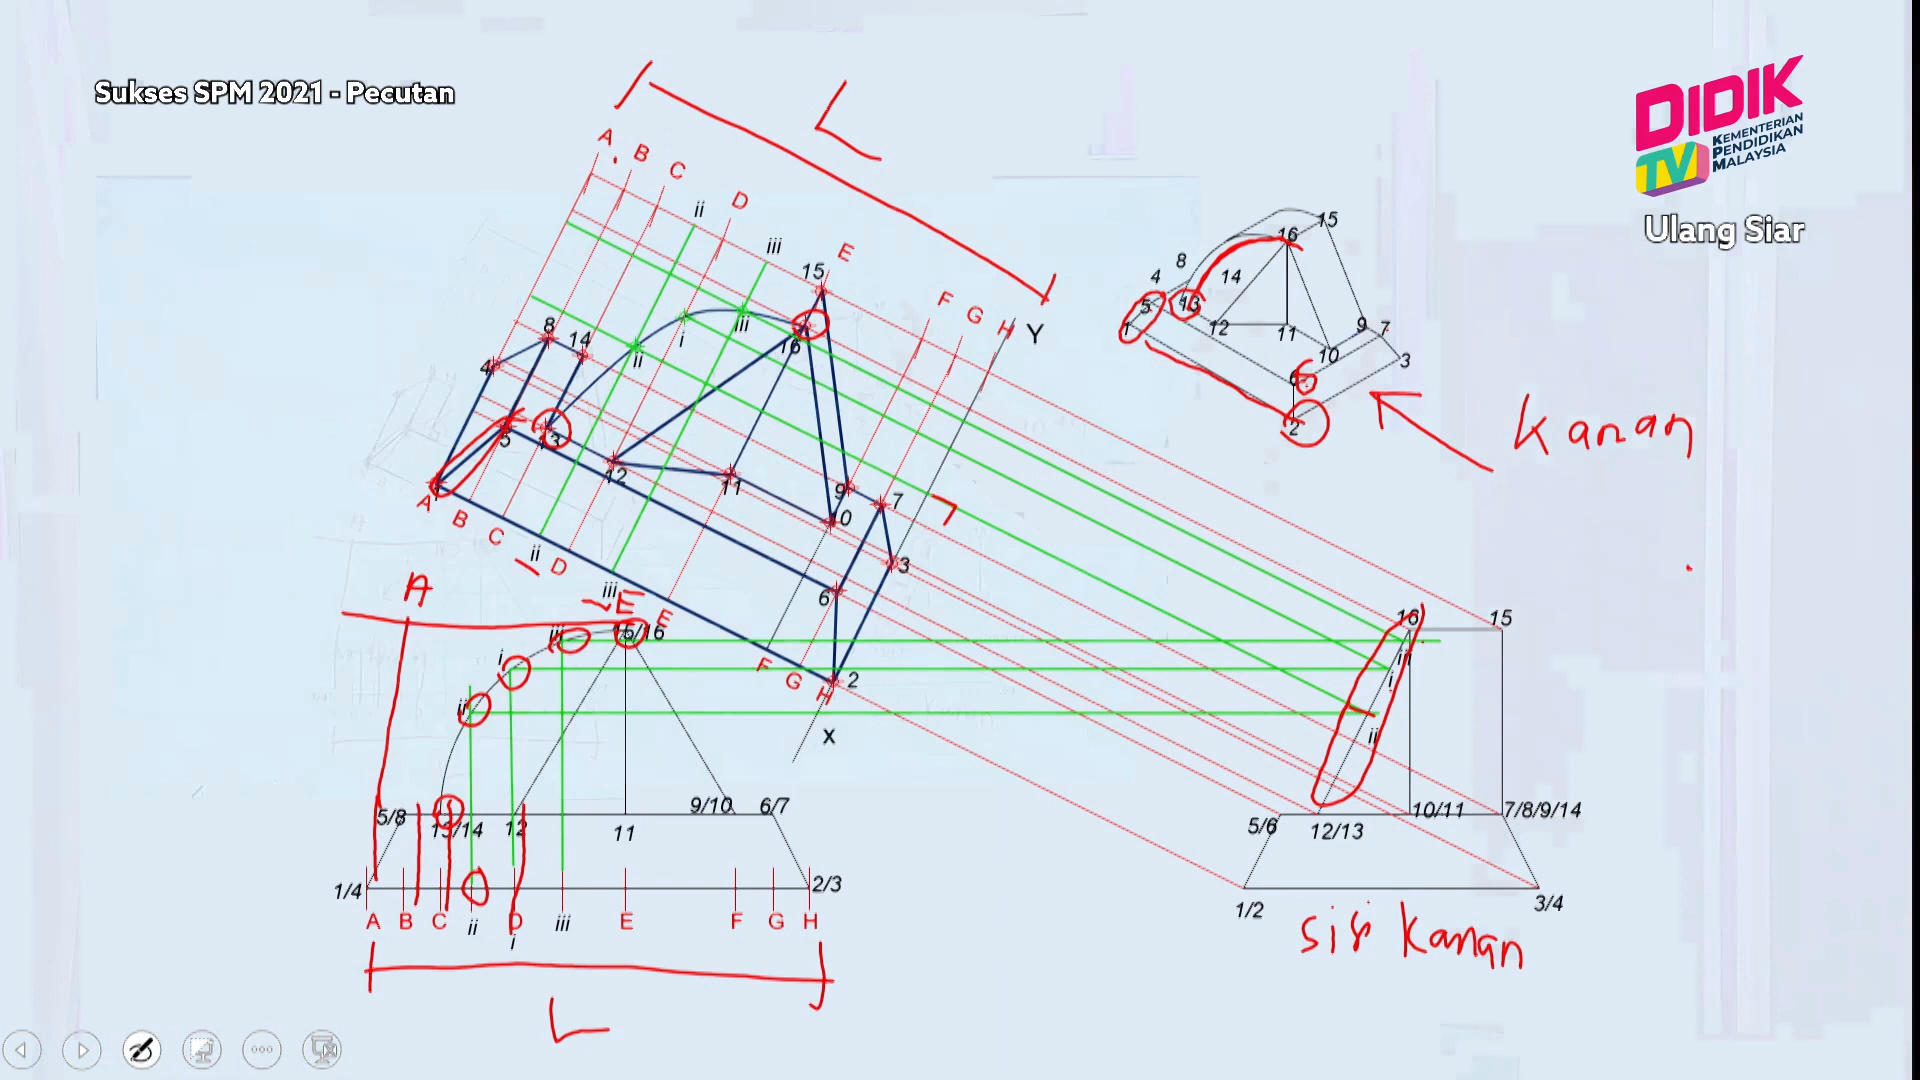 Sukses SPM 2021 - Pecutan
DIDIK
TV
KEMENTERIAN
PENDIDIKAN
MALAYSIA
Ulang Siar
L
A B C ii D iii E F G H Y
15
16
8
14
4
5
13
12
11
i
ii
iii
9
10
7
3
6
2
A B C ii D iii E F G H
X
15
16
8
4
14
5
13
1
12
11
9
7
10
3
6
2
Kanan
A
E
iii
15/16
i
ii
5/8
13/14
12
11
9/10
6/7
1/4
2/3
A B C ii D iii E F G H
i
L
16
15
iii
i
ii
5/6
12/13
10/11
7/8/9/14
1/2
3/4
sisi Kanan